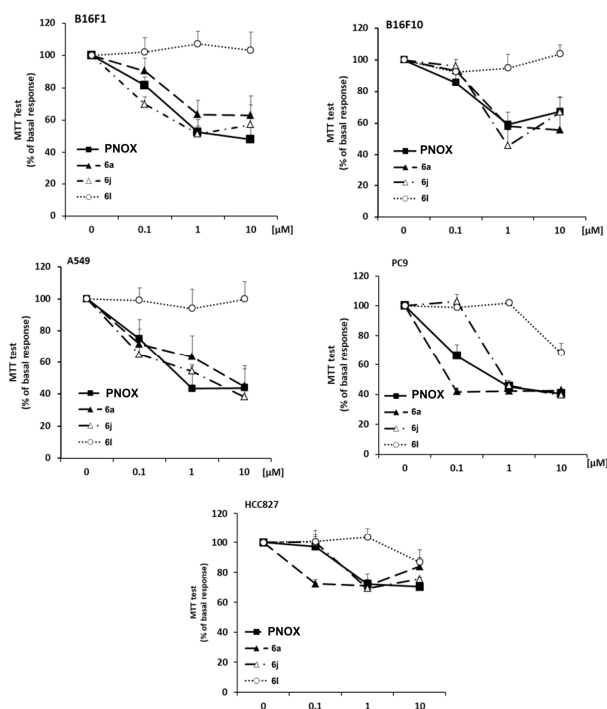 B16F1
120
100
80
60
40
20
0
MTT Test
(% of basal response)
PNOX
6a
6j
6l
0 0.1 1 10 [µM]
B16F10
120
100
80
60
40
20
0
MTT Test
(% of basal response)
PNOX
6a
6j
6l
0 0.1 1 10 [µM]
A549
120
100
80
60
40
20
0
MTT test
(% of basal response)
PNOX
6a
6j
6l
0 0.1 1 10 [µM]
PC9
120
100
80
60
40
20
0
MTT test
(% of basal response)
PNOX
6a
6j
6l
0 0.1 1 10 [µM]
HCC827
120
100
80
60
40
20
0
MTT test
(% of basal response)
PNOX
6a
6j
6l
0 0.1 1 10